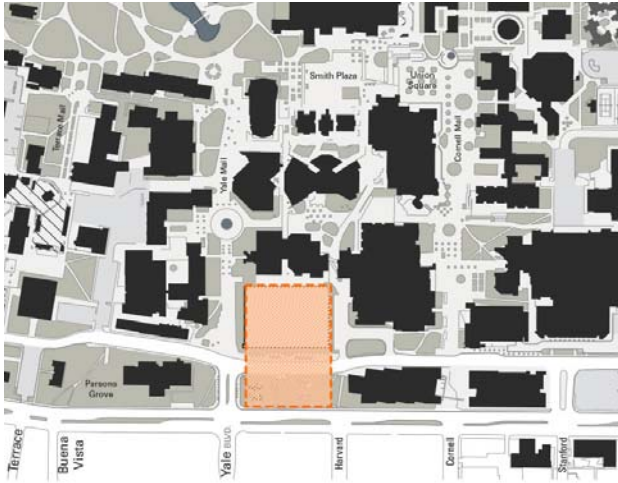 Smith Plaza
Union
Square
Terrace Mall
Yale Mall
Cornell Mall
Parsons
Grove
Terrace
Buena
Vista
Yale BLVD.
Harvard
Cornell
Stanford